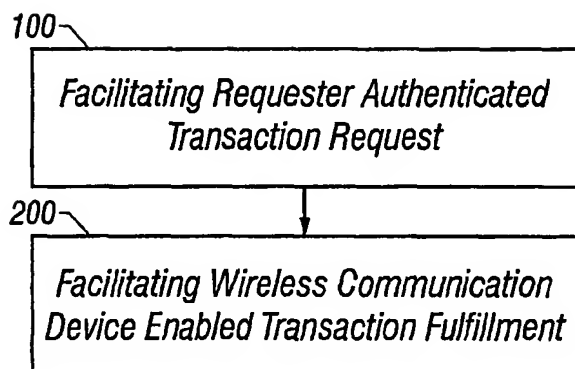 100
Facilitating Requester Authenticated
Transaction Request
200
Facilitating Wireless Communication
Device Enabled Transaction Fulfillment